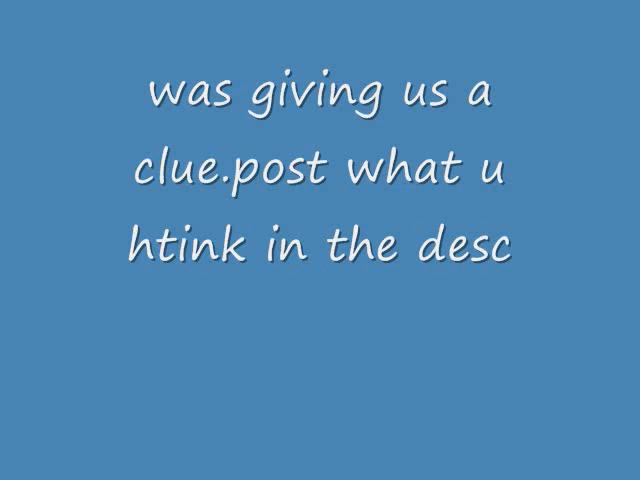 was giving us a
clue.post what u
htink in the desc